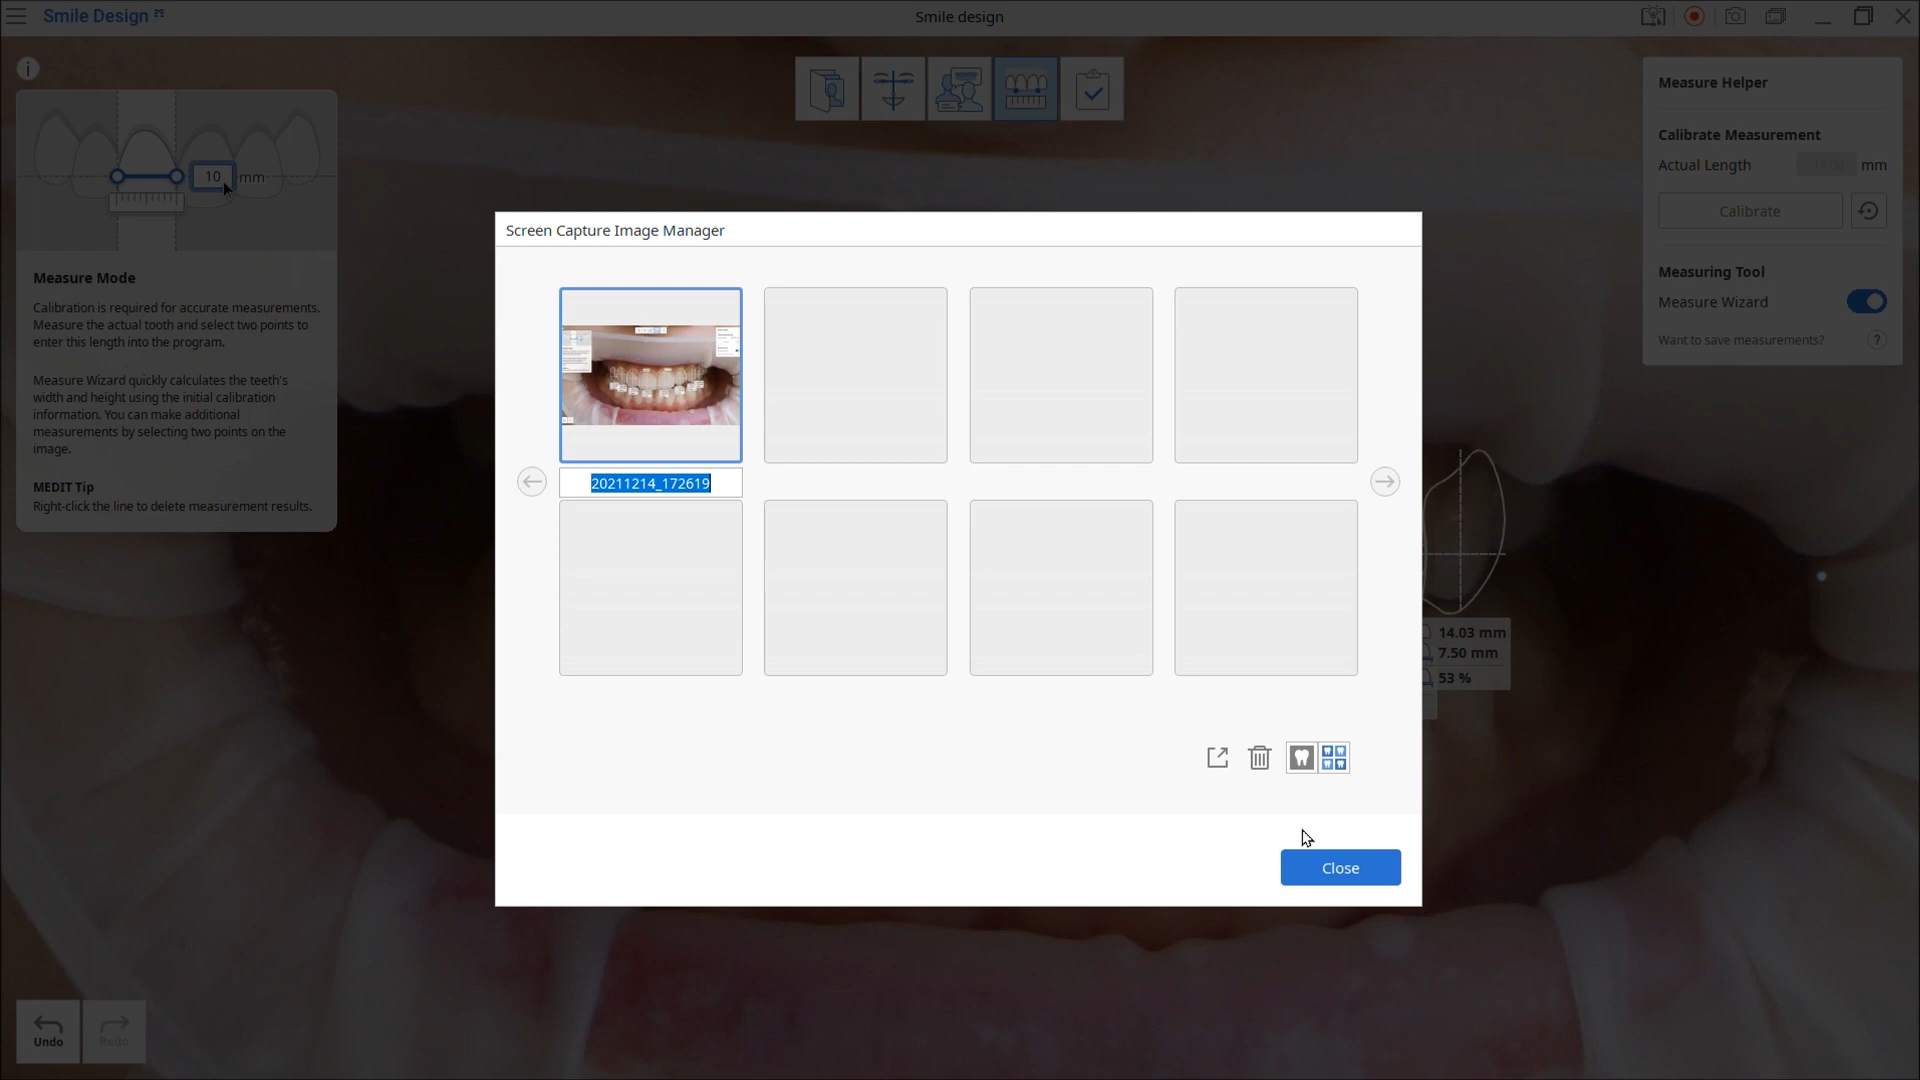 Smile Design
Smile design
10 mm
Measure Mode
Calibration is required for accurate measurements.
Measure the actual tooth and select two points to
enter this length into the program.
Measure Wizard quickly calculates the teeth's
width and height using the initial calibration
information. You can make additional
measurements by selecting two points on the
image.
MEDIT Tip
Right-click the line to delete measurement results.
Measure Helper
Calibrate Measurement
Actual Length mm
Calibrate
Measuring Tool
Measure Wizard
Want to save measurements? ?
Screen Capture Image Manager
20211214_172619
14.03 mm
7.50 mm
53 %
Close
Undo
Redo